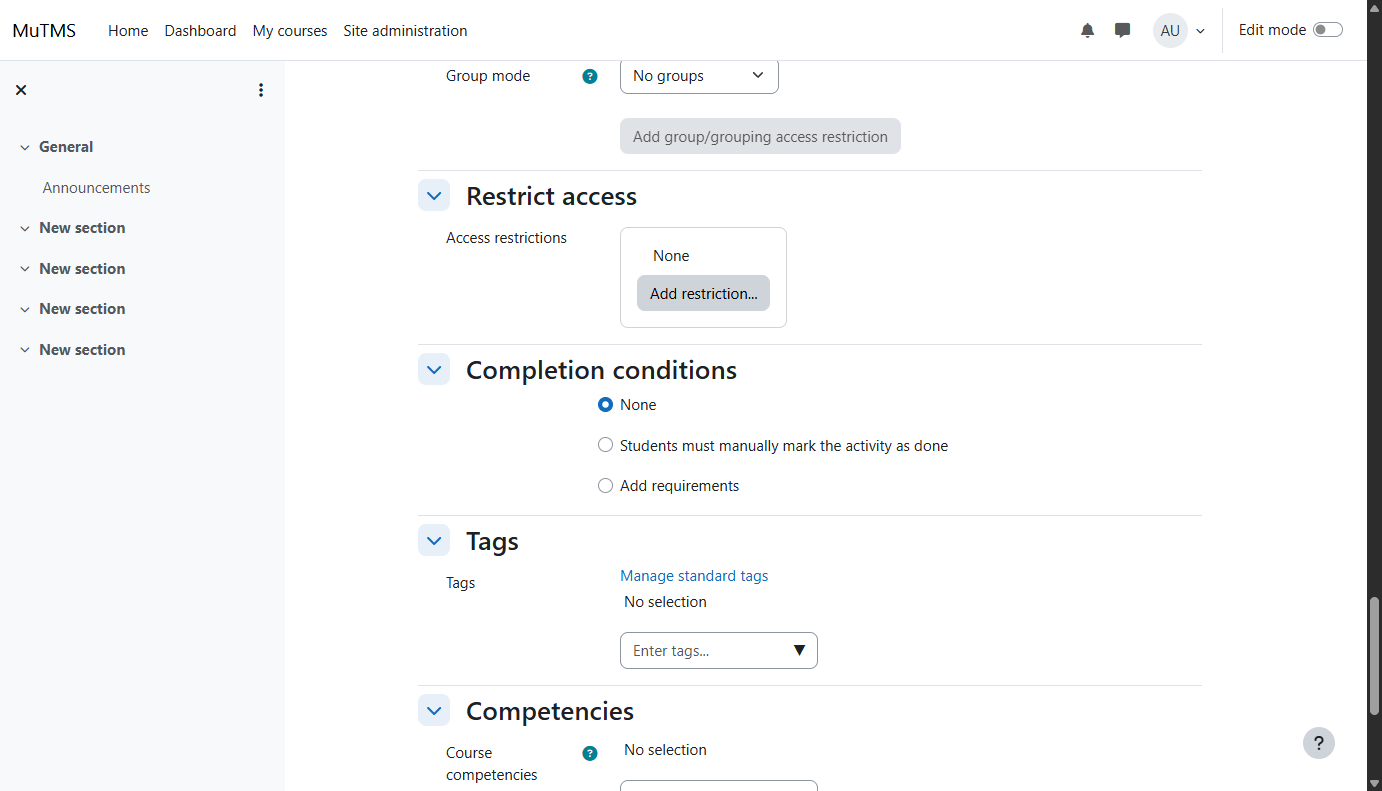 MuTMS Home Dashboard My courses Site administration AU Edit mode
General
Announcements
New section
New section
New section
New section
Group mode ? No groups
Add group/grouping access restriction
Restrict access
Access restrictions
None
Add restriction...
Completion conditions
None
Students must manually mark the activity as done
Add requirements
Tags
Tags
Manage standard tags
No selection
Enter tags...
Competencies
Course
competencies
? No selection
?